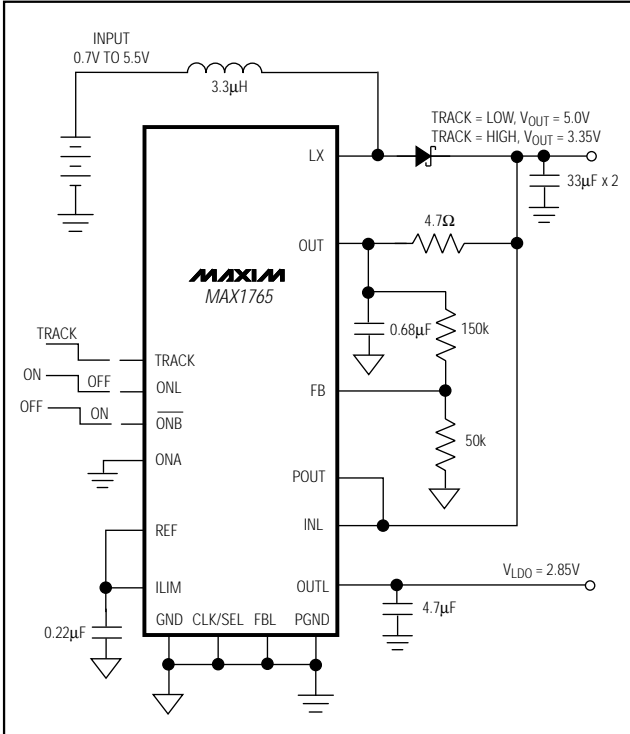 INPUT
0.7V TO 5.5V
3.3μH
TRACK = LOW, VOUT = 5.0V
TRACK = HIGH, VOUT = 3.35V
LX
33μF x 2
4.7Ω
OUT
MAXIM
MAX1765
0.68μF
150k
TRACK
TRACK
ON
OFF
ONL
FB
OFF
ON
ONB
50k
ONA
POUT
REF
INL
ILIM
OUTL
VLDO = 2.85V
0.22μF
4.7μF
GND
CLK/SEL
FBL
PGND